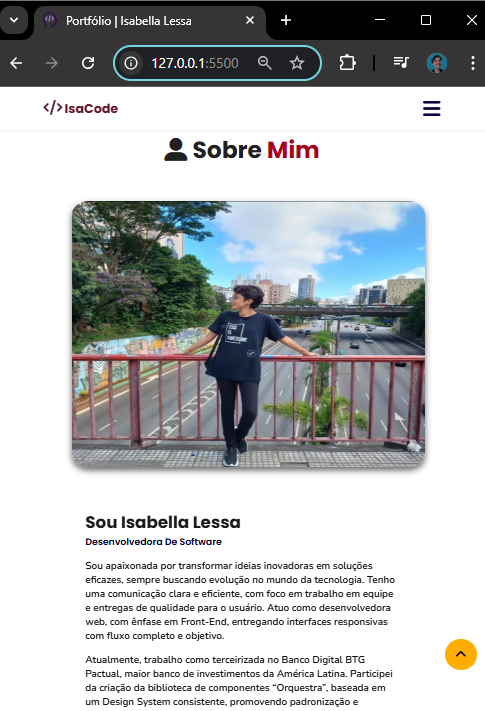 Portfólio | Isabella Lessa
127.0.0.1:5500
</> IsaCode
Sobre Mim
Sou Isabella Lessa
Desenvolvedora De Software
Sou apaixonada por transformar ideias inovadoras em soluções
eficazes, sempre buscando evolução no mundo da tecnologia. Tenho
uma comunicação clara e eficiente, com foco em trabalho em equipe
e entregas de qualidade para o usuário. Atuo como desenvolvedora
web, com ênfase em Front-End, entregando interfaces responsivas
com fluxo completo e objetivo.
Atualmente, trabalho como terceirizada no Banco Digital BTG
Pactual, maior banco de investimentos da América Latina. Participei
da criação da biblioteca de componentes “Orquestra”, baseada em
um Design System consistente, promovendo padronização e